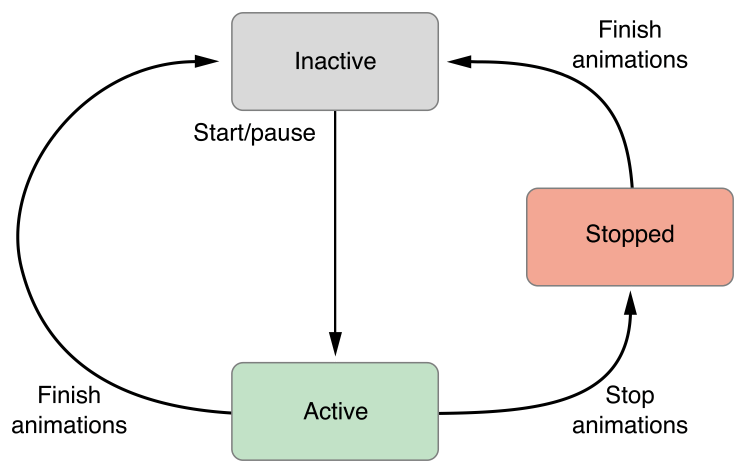 Finish
animations
Inactive
Start/pause
Stopped
Active
Finish
animations
Stop
animations